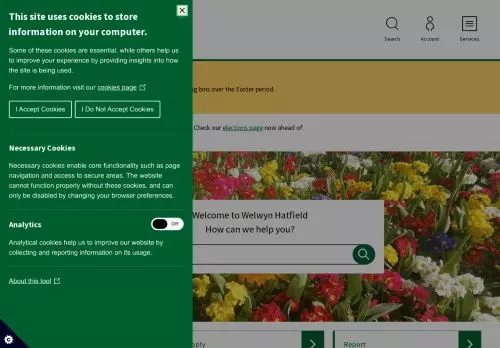 This site uses cookies to store
information on your computer.
Some of these cookies are essential, while others help us
to improve your experience by providing insights into how
the site is being used.
For more information visit our cookies page
I Accept Cookies
I Do Not Accept Cookies
Necessary Cookies
Necessary cookies enable core functionality such as page
navigation and access to secure areas. The website
cannot function properly without these cookies, and can
only be disabled by changing your browser preferences.
Analytics
Off
Analytical cookies help us to improve our website by
collecting and reporting information on its usage.
About this tool
Search
Account
Services
bins over the Easter period.
Check our elections page now ahead of
Welcome to Welwyn Hatfield
How can we help you?
Report